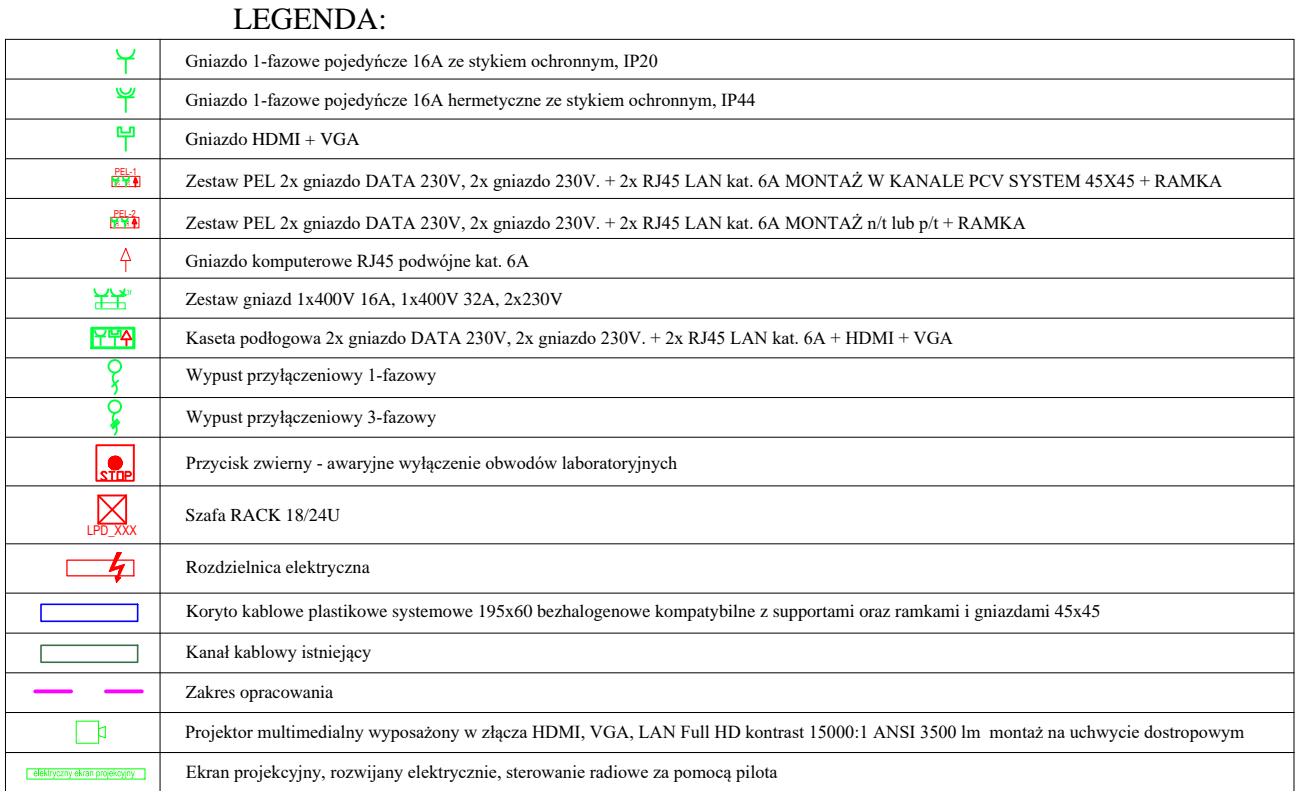 LEGENDA:
Gniazdo 1-fazowe pojedyńcze 16A ze stykiem ochronnym, IP20
Gniazdo 1-fazowe pojedyńcze 16A hermetyczne ze stykiem ochronnym, IP44
Gniazdo HDMI + VGA
PEL-1
Zestaw PEL 2x gniazdo DATA 230V, 2x gniazdo 230V. + 2x RJ45 LAN kat. 6A MONTAŻ W KANALE PCV SYSTEM 45X45 + RAMKA
PEL-2
Zestaw PEL 2x gniazdo DATA 230V, 2x gniazdo 230V. + 2x RJ45 LAN kat. 6A MONTAŻ n/t lub p/t + RAMKA
Gniazdo komputerowe RJ45 podwójne kat. 6A
Zestaw gniazd 1x400V 16A, 1x400V 32A, 2x230V
Kaseta podłogowa 2x gniazdo DATA 230V, 2x gniazdo 230V. + 2x RJ45 LAN kat. 6A + HDMI + VGA
Wypust przyłączeniowy 1-fazowy
Wypust przyłączeniowy 3-fazowy
STOP
Przycisk zwierny - awaryjne wyłączenie obwodów laboratoryjnych
LPD_XXX
Szafa RACK 18/24U
Rozdzielnica elektryczna
Koryto kablowe plastikowe systemowe 195x60 bezhalogenowe kompatybilne z supportami oraz ramkami i gniazdami 45x45
Kanał kablowy istniejący
Zakres opracowania
Projektor multimedialny wyposażony w złącza HDMI, VGA, LAN Full HD kontrast 15000:1 ANSI 3500 lm montaż na uchwycie dostropowym
elektryczny ekran projekcyjny
Ekran projekcyjny, rozwijany elektrycznie, sterowanie radiowe za pomocą pilota